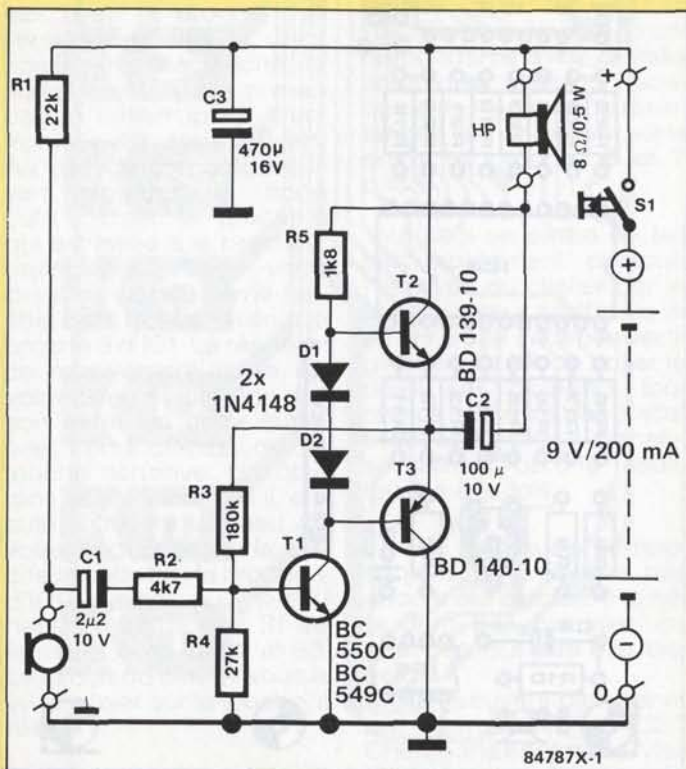 R1
22k
C3
470μ
16V
HP
8 Ω/0,5 W
+
S1
+
R5
1k8
T2
BD 139-10
D1
2x
1N4148
D2
C2
100 μ
10 V
9 V/200 mA
R3
180k
T3
BD 140-10
T1
C1
2μ2
10 V
R2
4k7
R4
27k
BC
550C
BC
549C
−
0
84787X-1